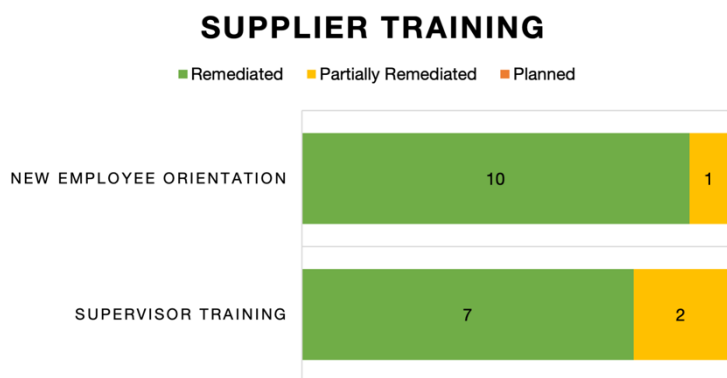 SUPPLIER TRAINING
Remediated Partially Remediated Planned
NEW EMPLOYEE ORIENTATION 10 1
SUPERVISOR TRAINING 7 2